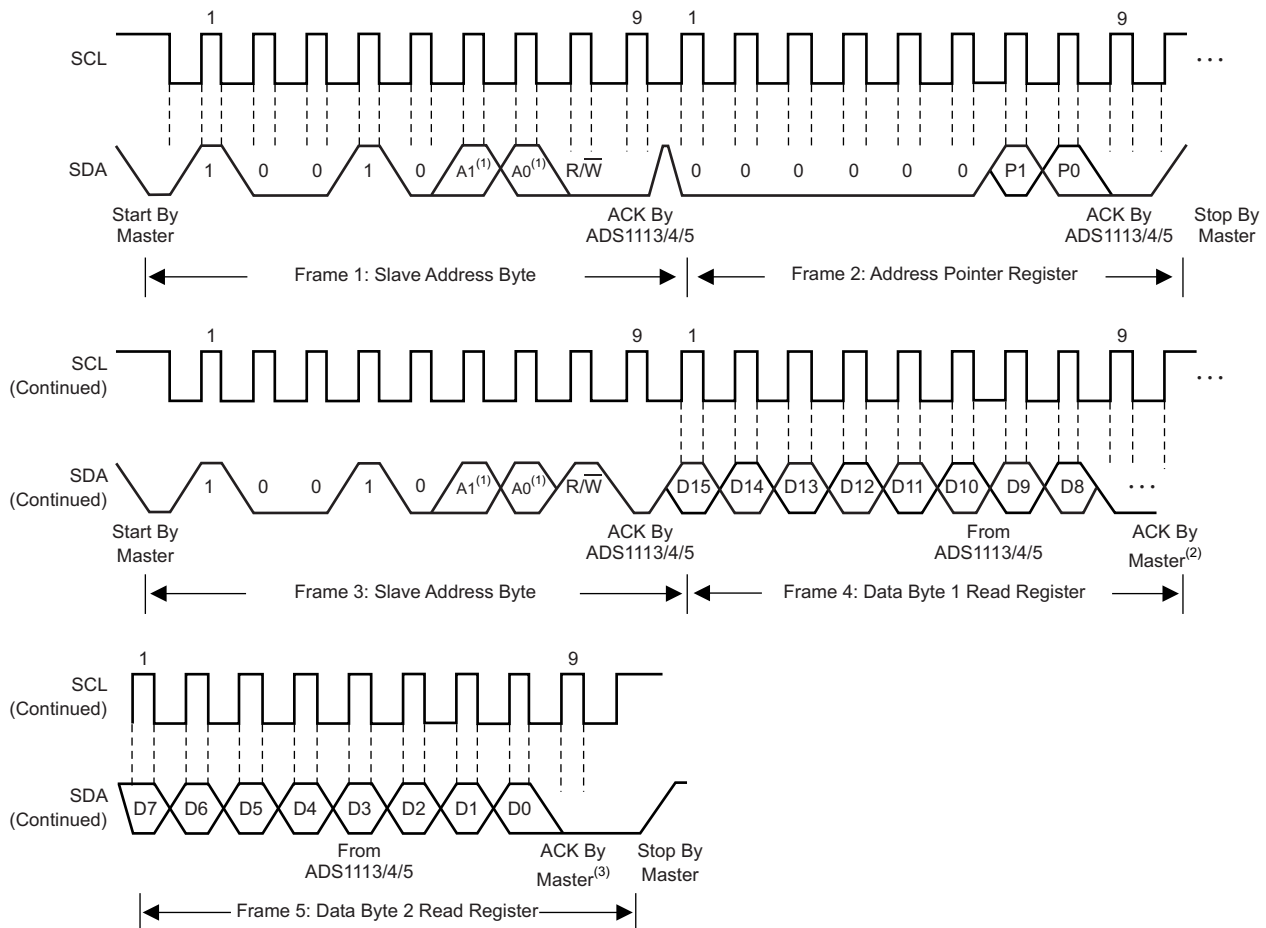 1 9 1 9
SCL ...
SDA 1 0 0 1 0 A1(1) A0(1) R/W̅ 0 0 0 0 0 0 P1 P0
Start By Master
ACK By ADS1113/4/5
ACK By ADS1113/4/5
Stop By Master
Frame 1: Slave Address Byte
Frame 2: Address Pointer Register
1 9 1 9
SCL (Continued) ...
SDA (Continued) 1 0 0 1 0 A1(1) A0(1) R/W̅ D15 D14 D13 D12 D11 D10 D9 D8 ...
Start By Master
ACK By ADS1113/4/5
From ADS1113/4/5
ACK By Master(2)
Frame 3: Slave Address Byte
Frame 4: Data Byte 1 Read Register
1 9
SCL (Continued)
SDA (Continued) D7 D6 D5 D4 D3 D2 D1 D0
From ADS1113/4/5
ACK By Master(3)
Stop By Master
Frame 5: Data Byte 2 Read Register